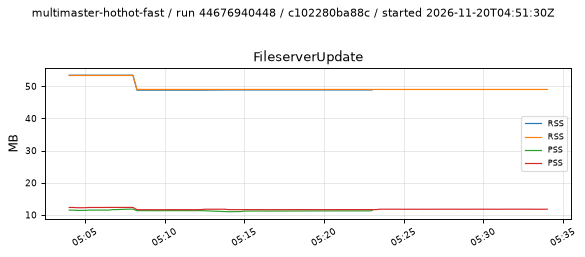 multimaster-hothot-fast / run 44676940448 / c102280ba88c / started 2026-11-20T04:51:30Z
FileserverUpdate
MB
50
40
30
20
10
RSS
RSS
PSS
PSS
05:05
05:10
05:15
05:20
05:25
05:30
05:35